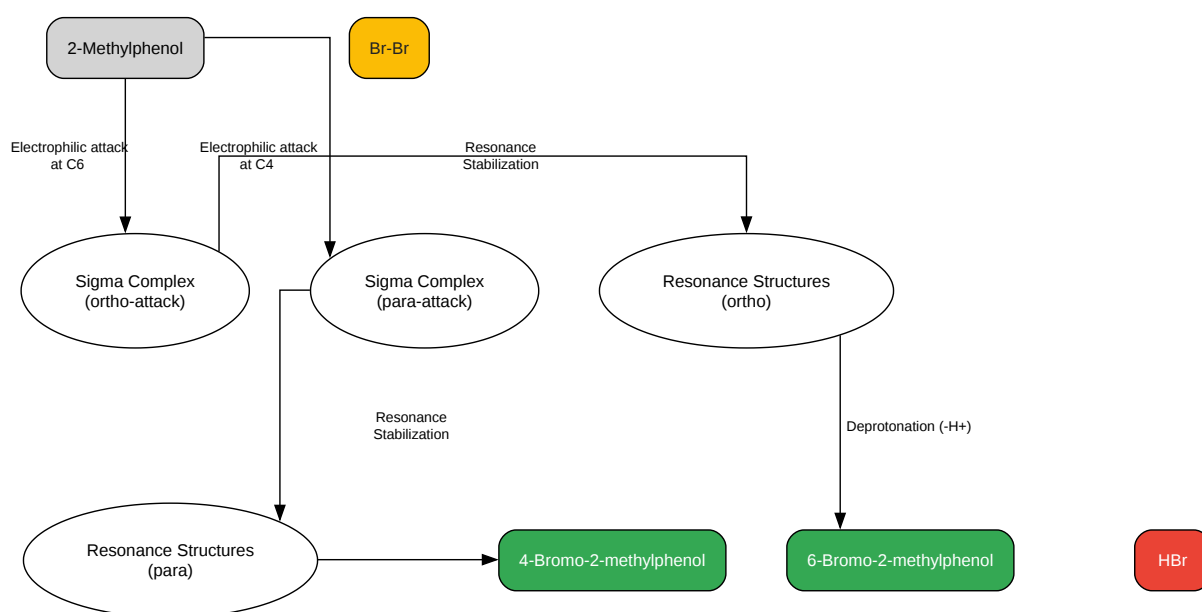 2-Methylphenol
Br-Br
Electrophilic attack
at C6
Electrophilic attack
at C4
Resonance
Stabilization
Sigma Complex
(ortho-attack)
Sigma Complex
(para-attack)
Resonance Structures
(ortho)
Resonance
Stabilization
Deprotonation (-H+)
Resonance Structures
(para)
4-Bromo-2-methylphenol
6-Bromo-2-methylphenol
HBr